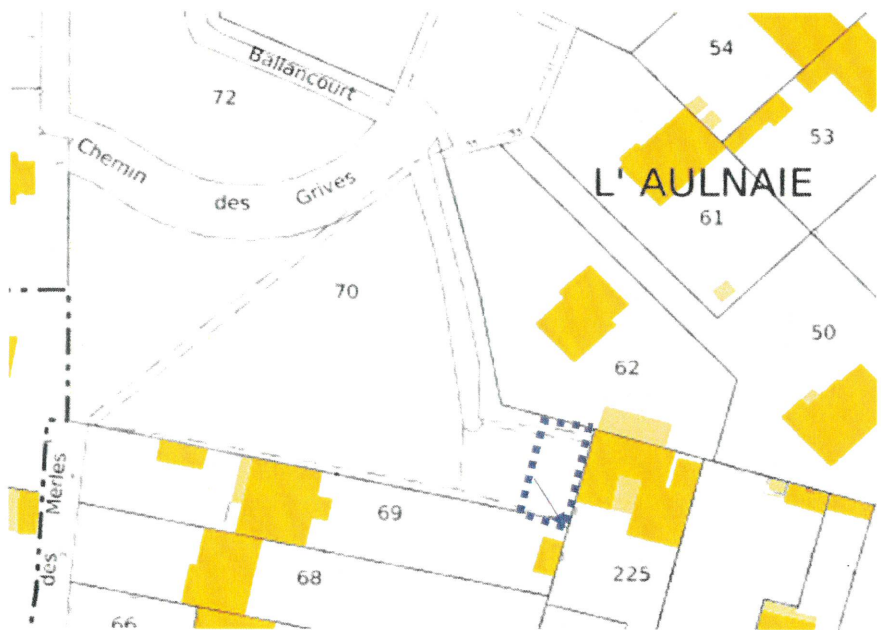 54
Ballancourt
72
53
Chemin
des
Grives
L' AULNAIE
61
70
50
62
Merles
69
des
68
225
66